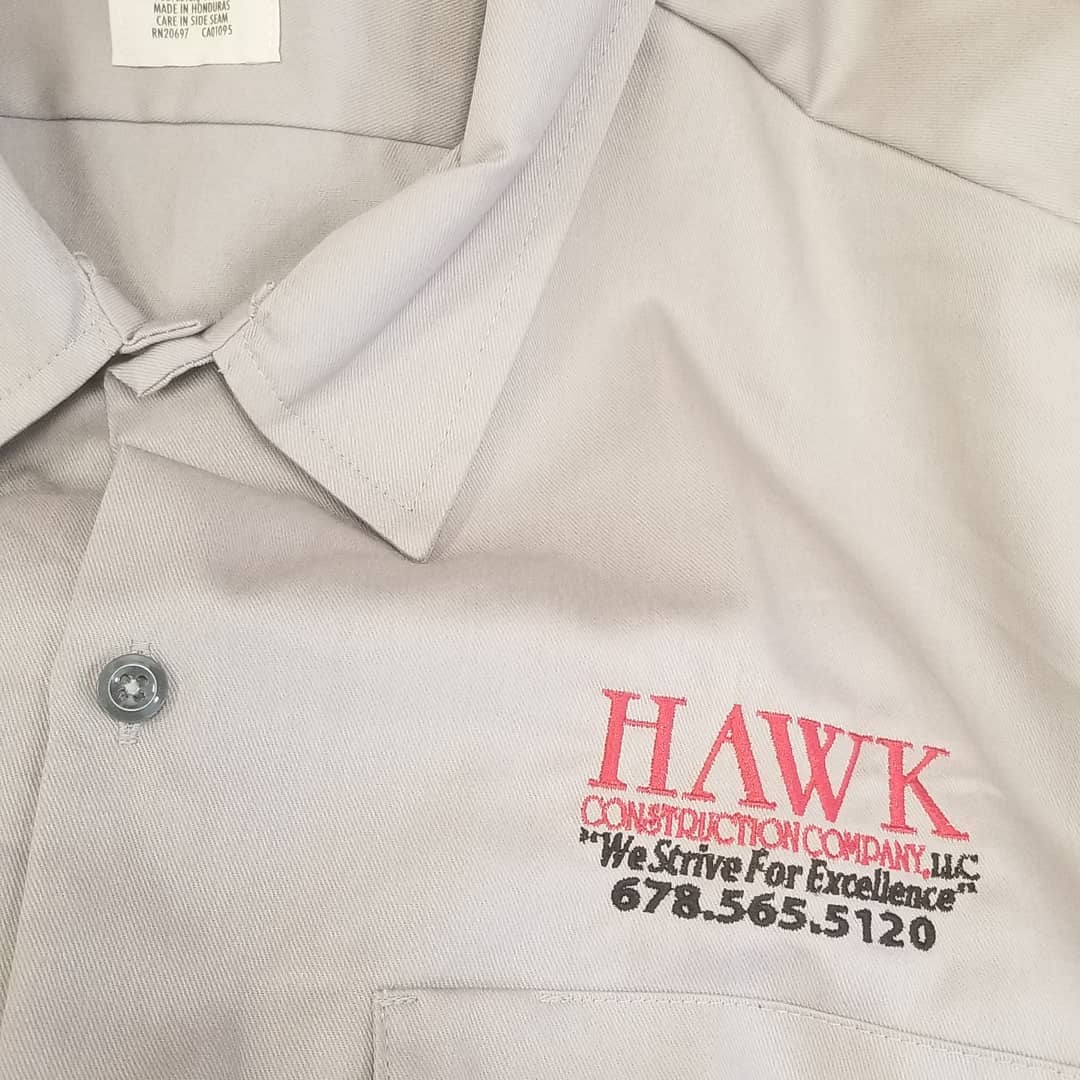 MADE IN HONDURAS
CARE IN SIDE SEAM
RN20697 CA01095
HAWK
CONSTRUCTION COMPANY, LLC
"We Strive For Excellence"
678.565.5120